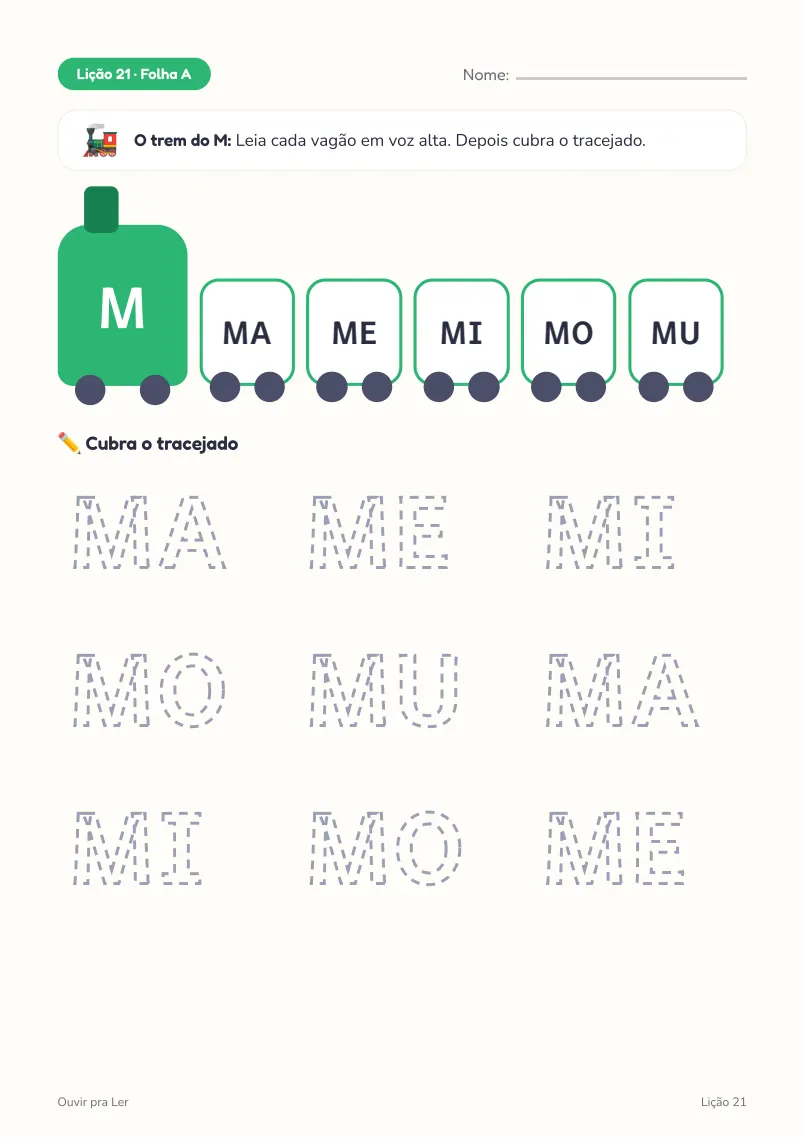 Lição 21 · Folha A
Nome:
O trem do M: Leia cada vagão em voz alta. Depois cubra o tracejado.
M MA ME MI MO MU
Cubra o tracejado
MA ME MI
MO MU MA
MI MO ME
Ouvir pra Ler Lição 21